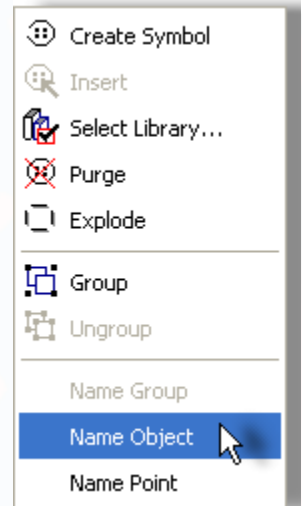 Create Symbol
Insert
Select Library...
Purge
Explode
Group
Ungroup
Name Group
Name Object
Name Point